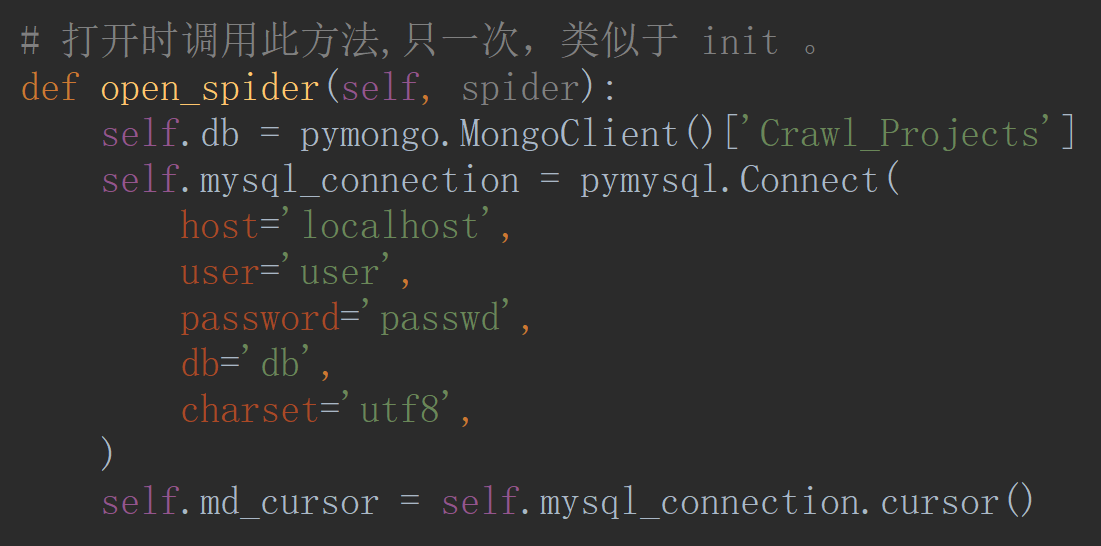 # 打开时调用此方法,只一次，类似于 init 。
def open_spider(self, spider):
    self.db = pymongo.MongoClient()['Crawl_Projects']
    self.mysql_connection = pymysql.Connect(
        host='localhost',
        user='user',
        password='passwd',
        db='db',
        charset='utf8',
    )
    self.md_cursor = self.mysql_connection.cursor()